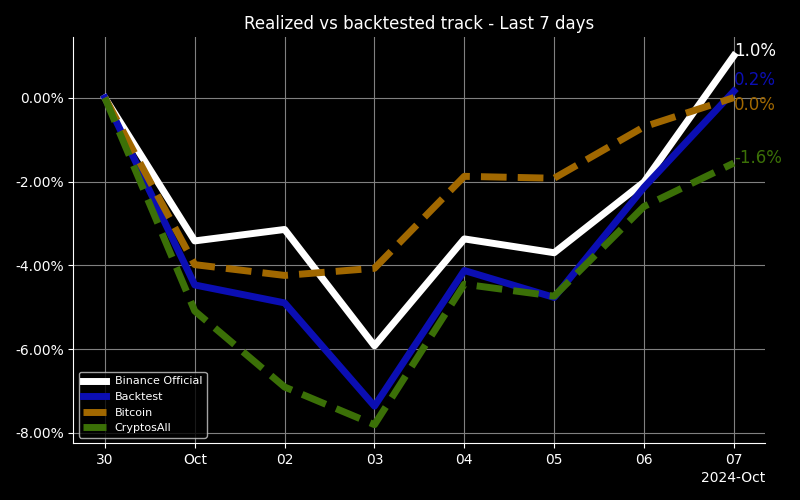 Realized vs backtested track - Last 7 days
1.0%
0.2%
0.0%
-1.6%
0.00%
-2.00%
-4.00%
-6.00%
-8.00%
Binance Official
Backtest
Bitcoin
CryptosAll
30 Oct 02 03 04 05 06 07
2024-Oct